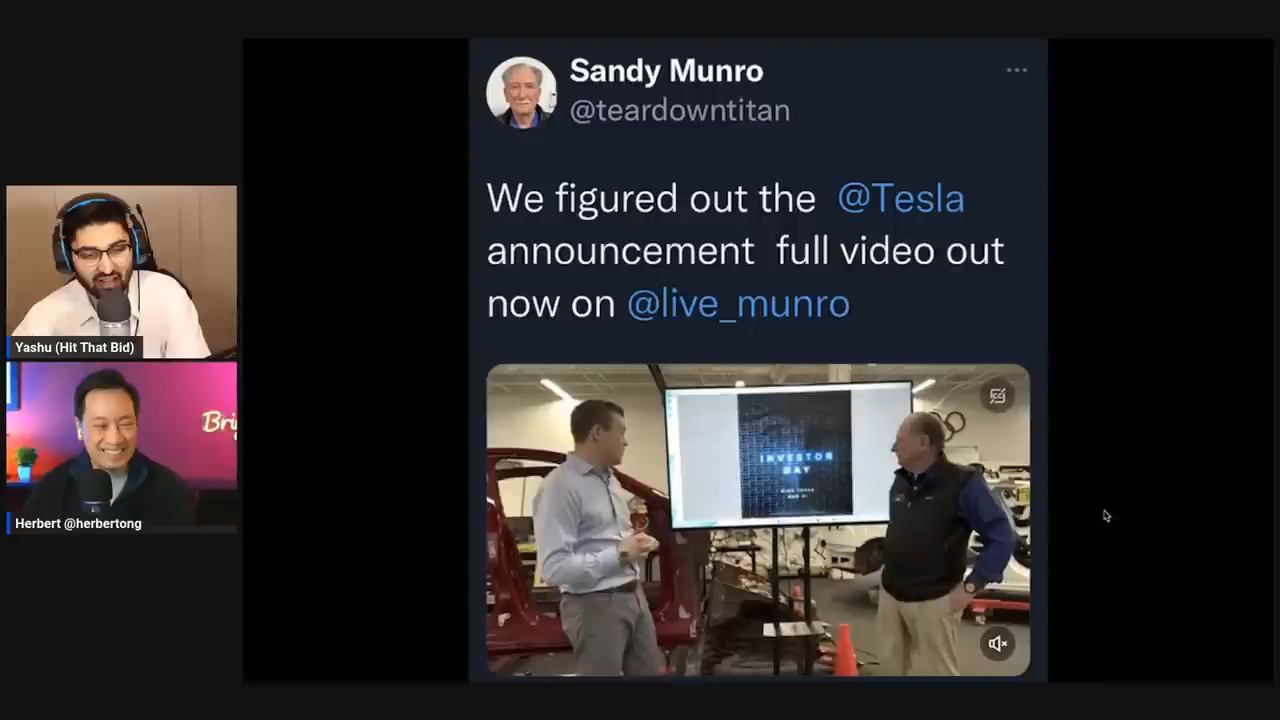 Sandy Munro
@teardowntitan
We figured out the @Tesla
announcement full video out
now on @live_munro
INVESTOR
DAY
Yashu (Hit That Bid)
Herbert @herbertong